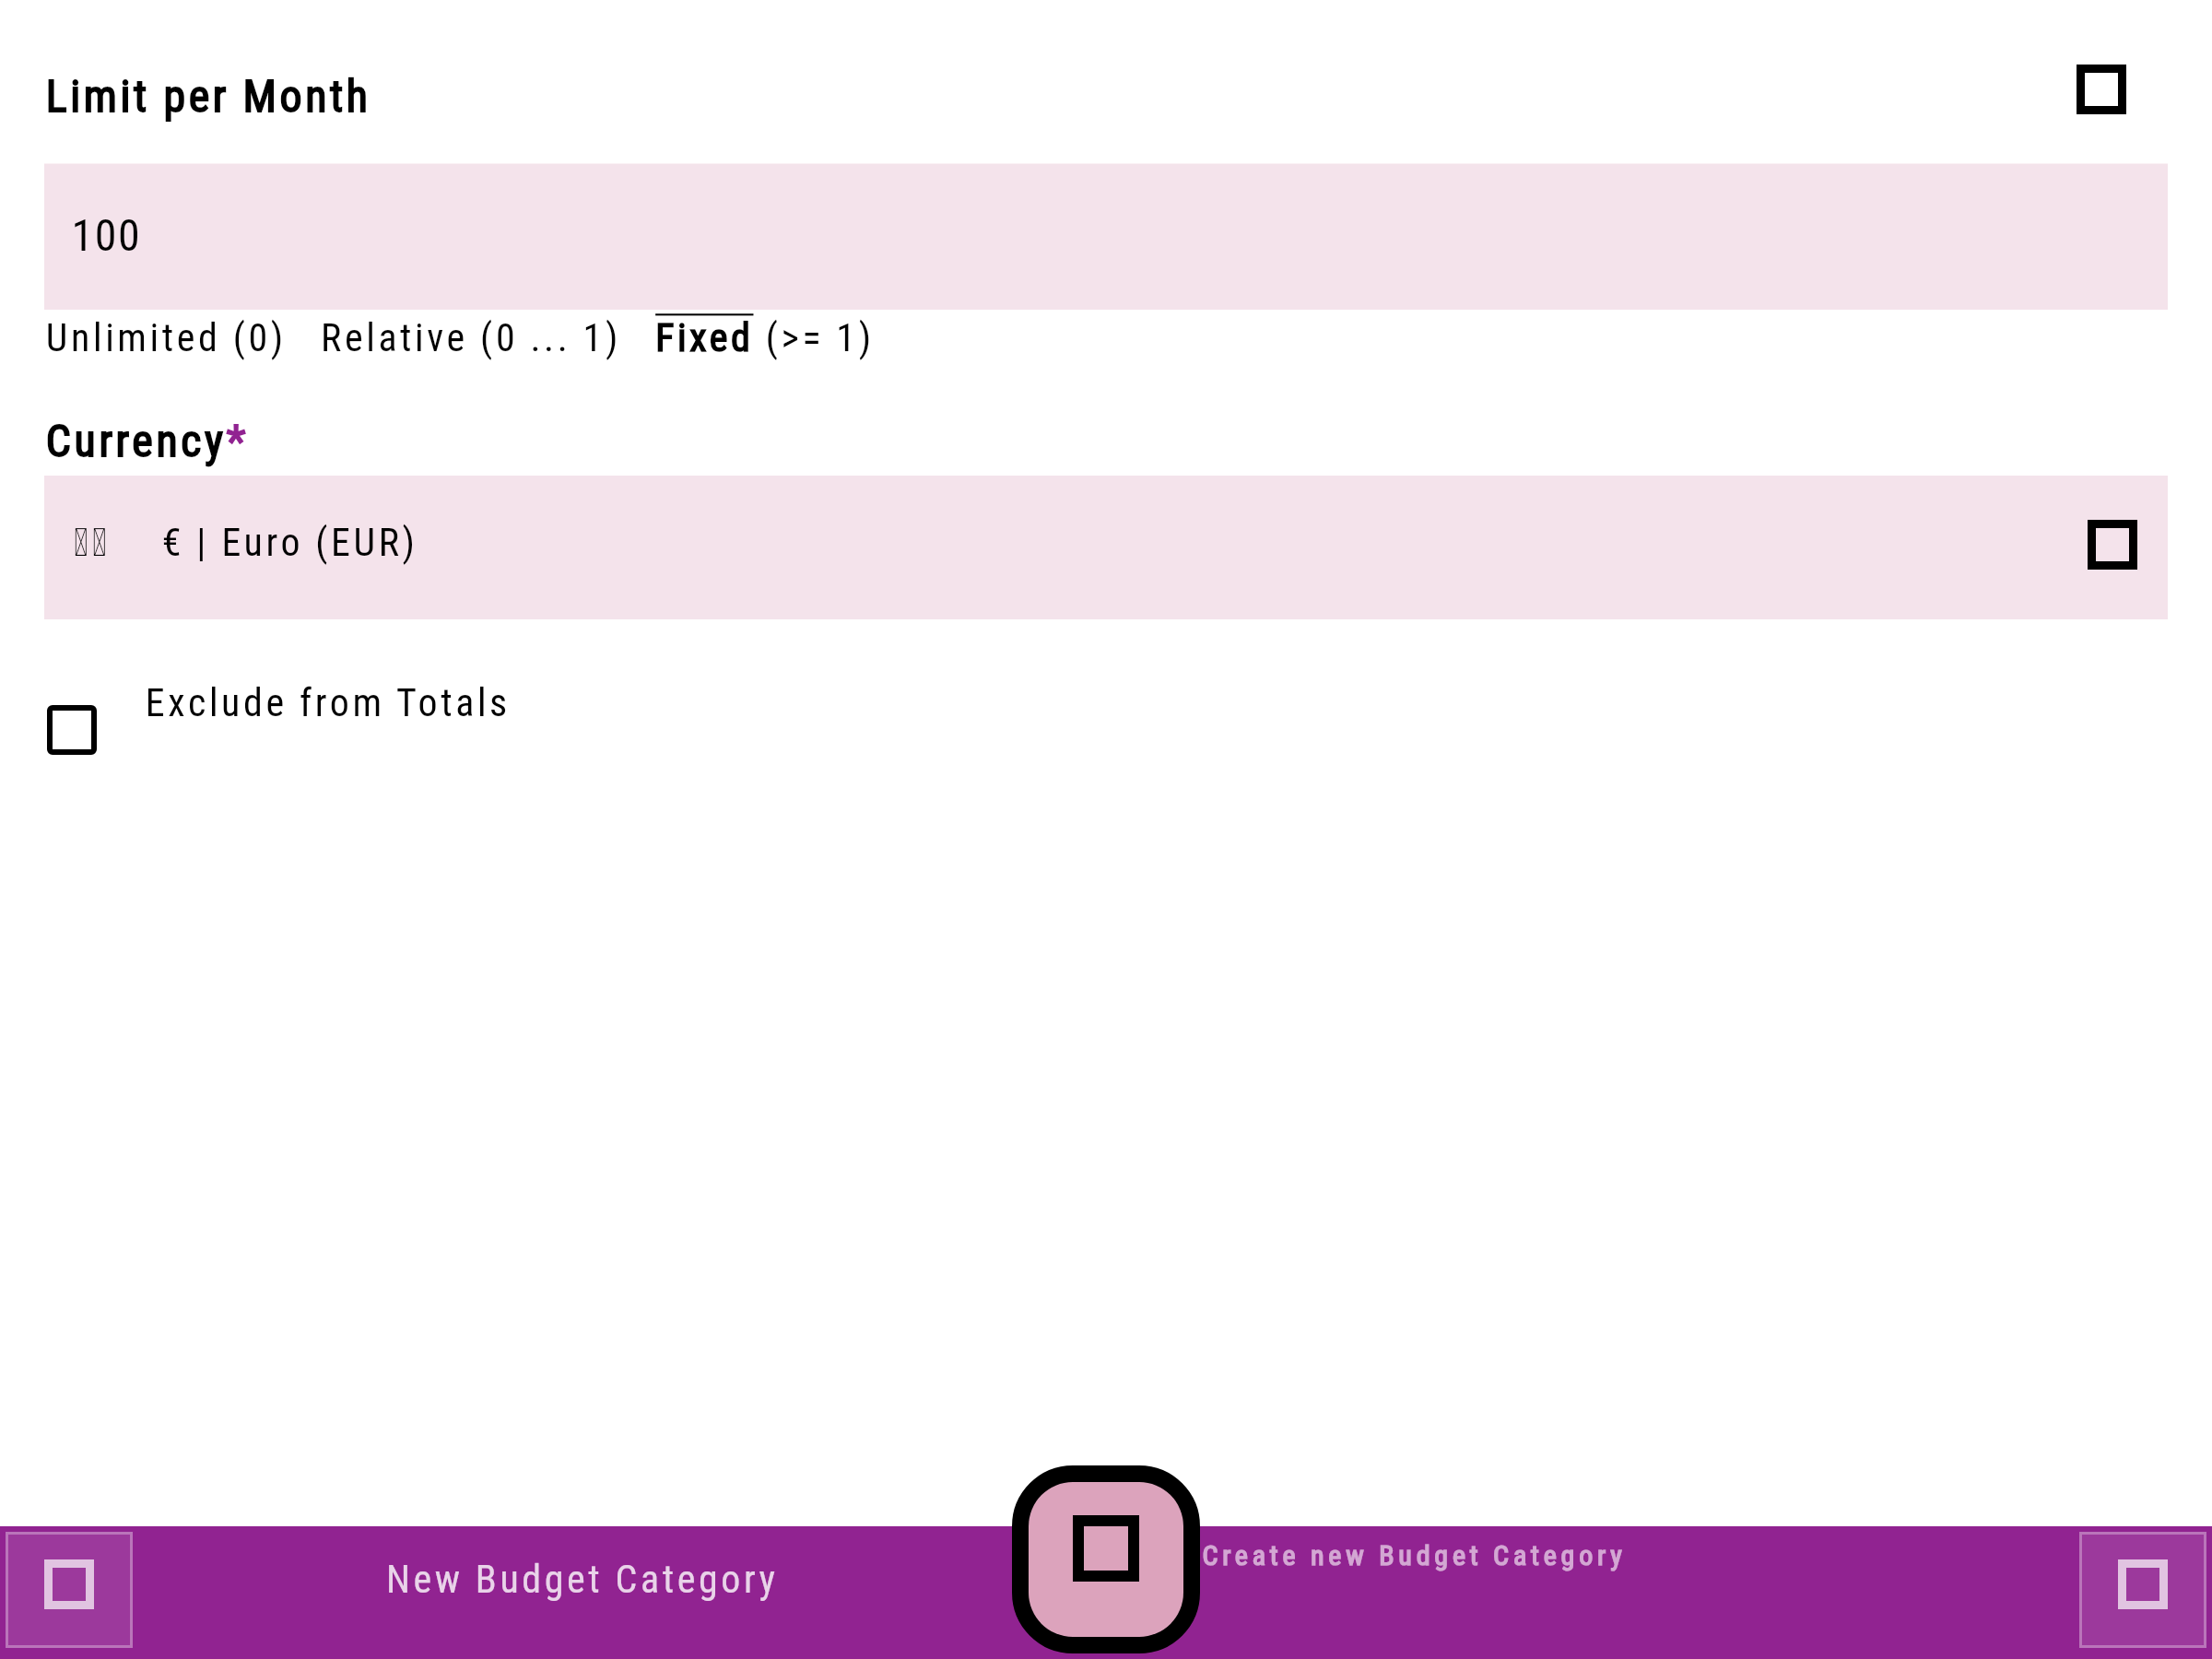 Limit per Month
100
Unlimited (0) Relative (0 ... 1) Fixed (>= 1)
Currency*
€ | Euro (EUR)
Exclude from Totals
New Budget Category
Create new Budget Category